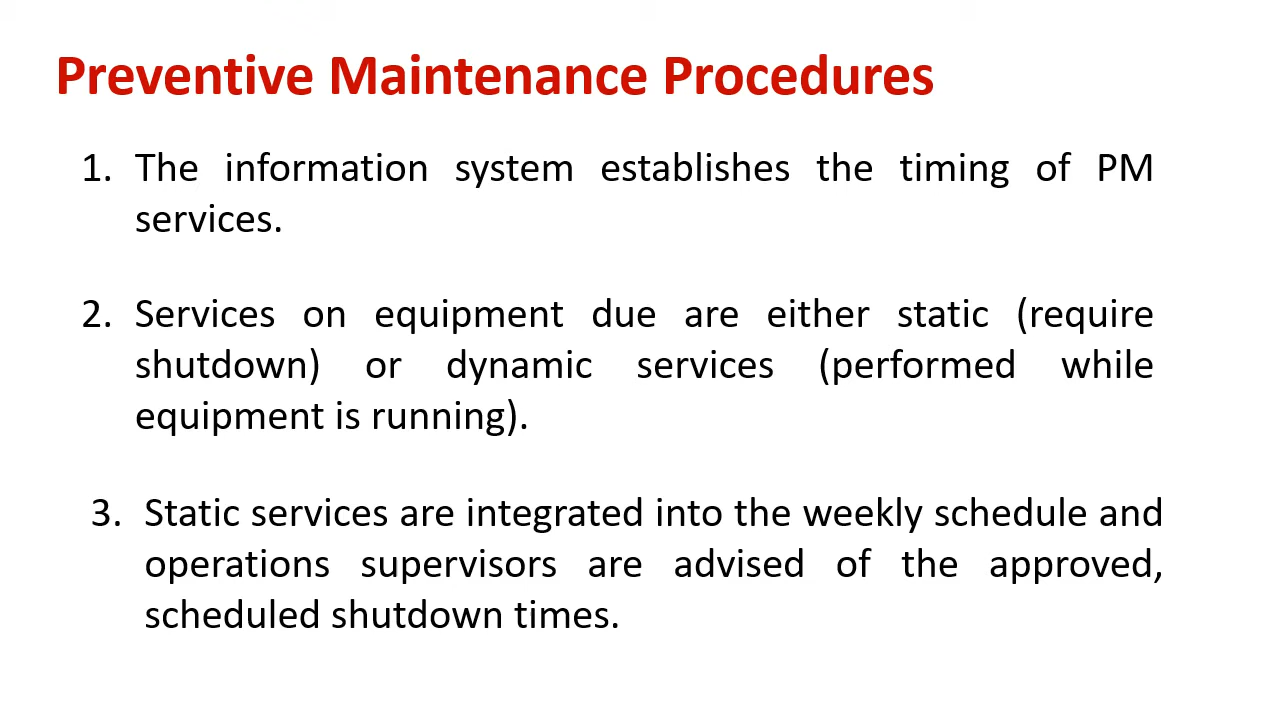 Preventive Maintenance Procedures
1. The information system establishes the timing of PM
services.
2. Services on equipment due are either static (require
shutdown) or dynamic services (performed while
equipment is running).
3. Static services are integrated into the weekly schedule and
operations supervisors are advised of the approved,
scheduled shutdown times.